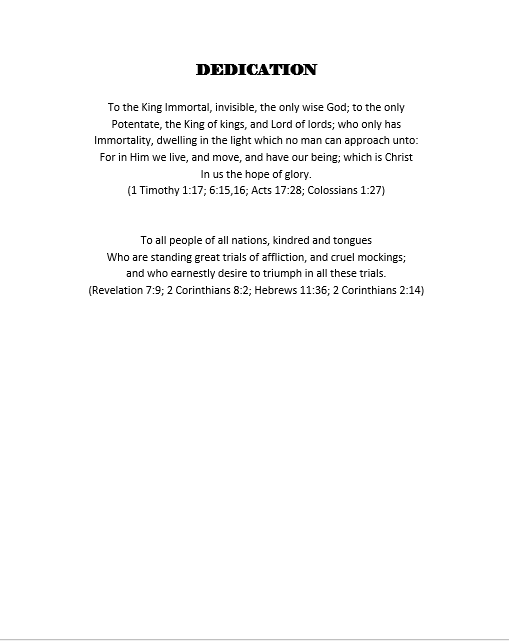 DEDICATION
To the King Immortal, invisible, the only wise God; to the only
Potentate, the King of kings, and Lord of lords; who only has
Immortality, dwelling in the light which no man can approach unto:
For in Him we live, and move, and have our being; which is Christ
In us the hope of glory.
(1 Timothy 1:17; 6:15,16; Acts 17:28; Colossians 1:27)
To all people of all nations, kindred and tongues
Who are standing great trials of affliction, and cruel mockings;
and who earnestly desire to triumph in all these trials.
(Revelation 7:9; 2 Corinthians 8:2; Hebrews 11:36; 2 Corinthians 2:14)